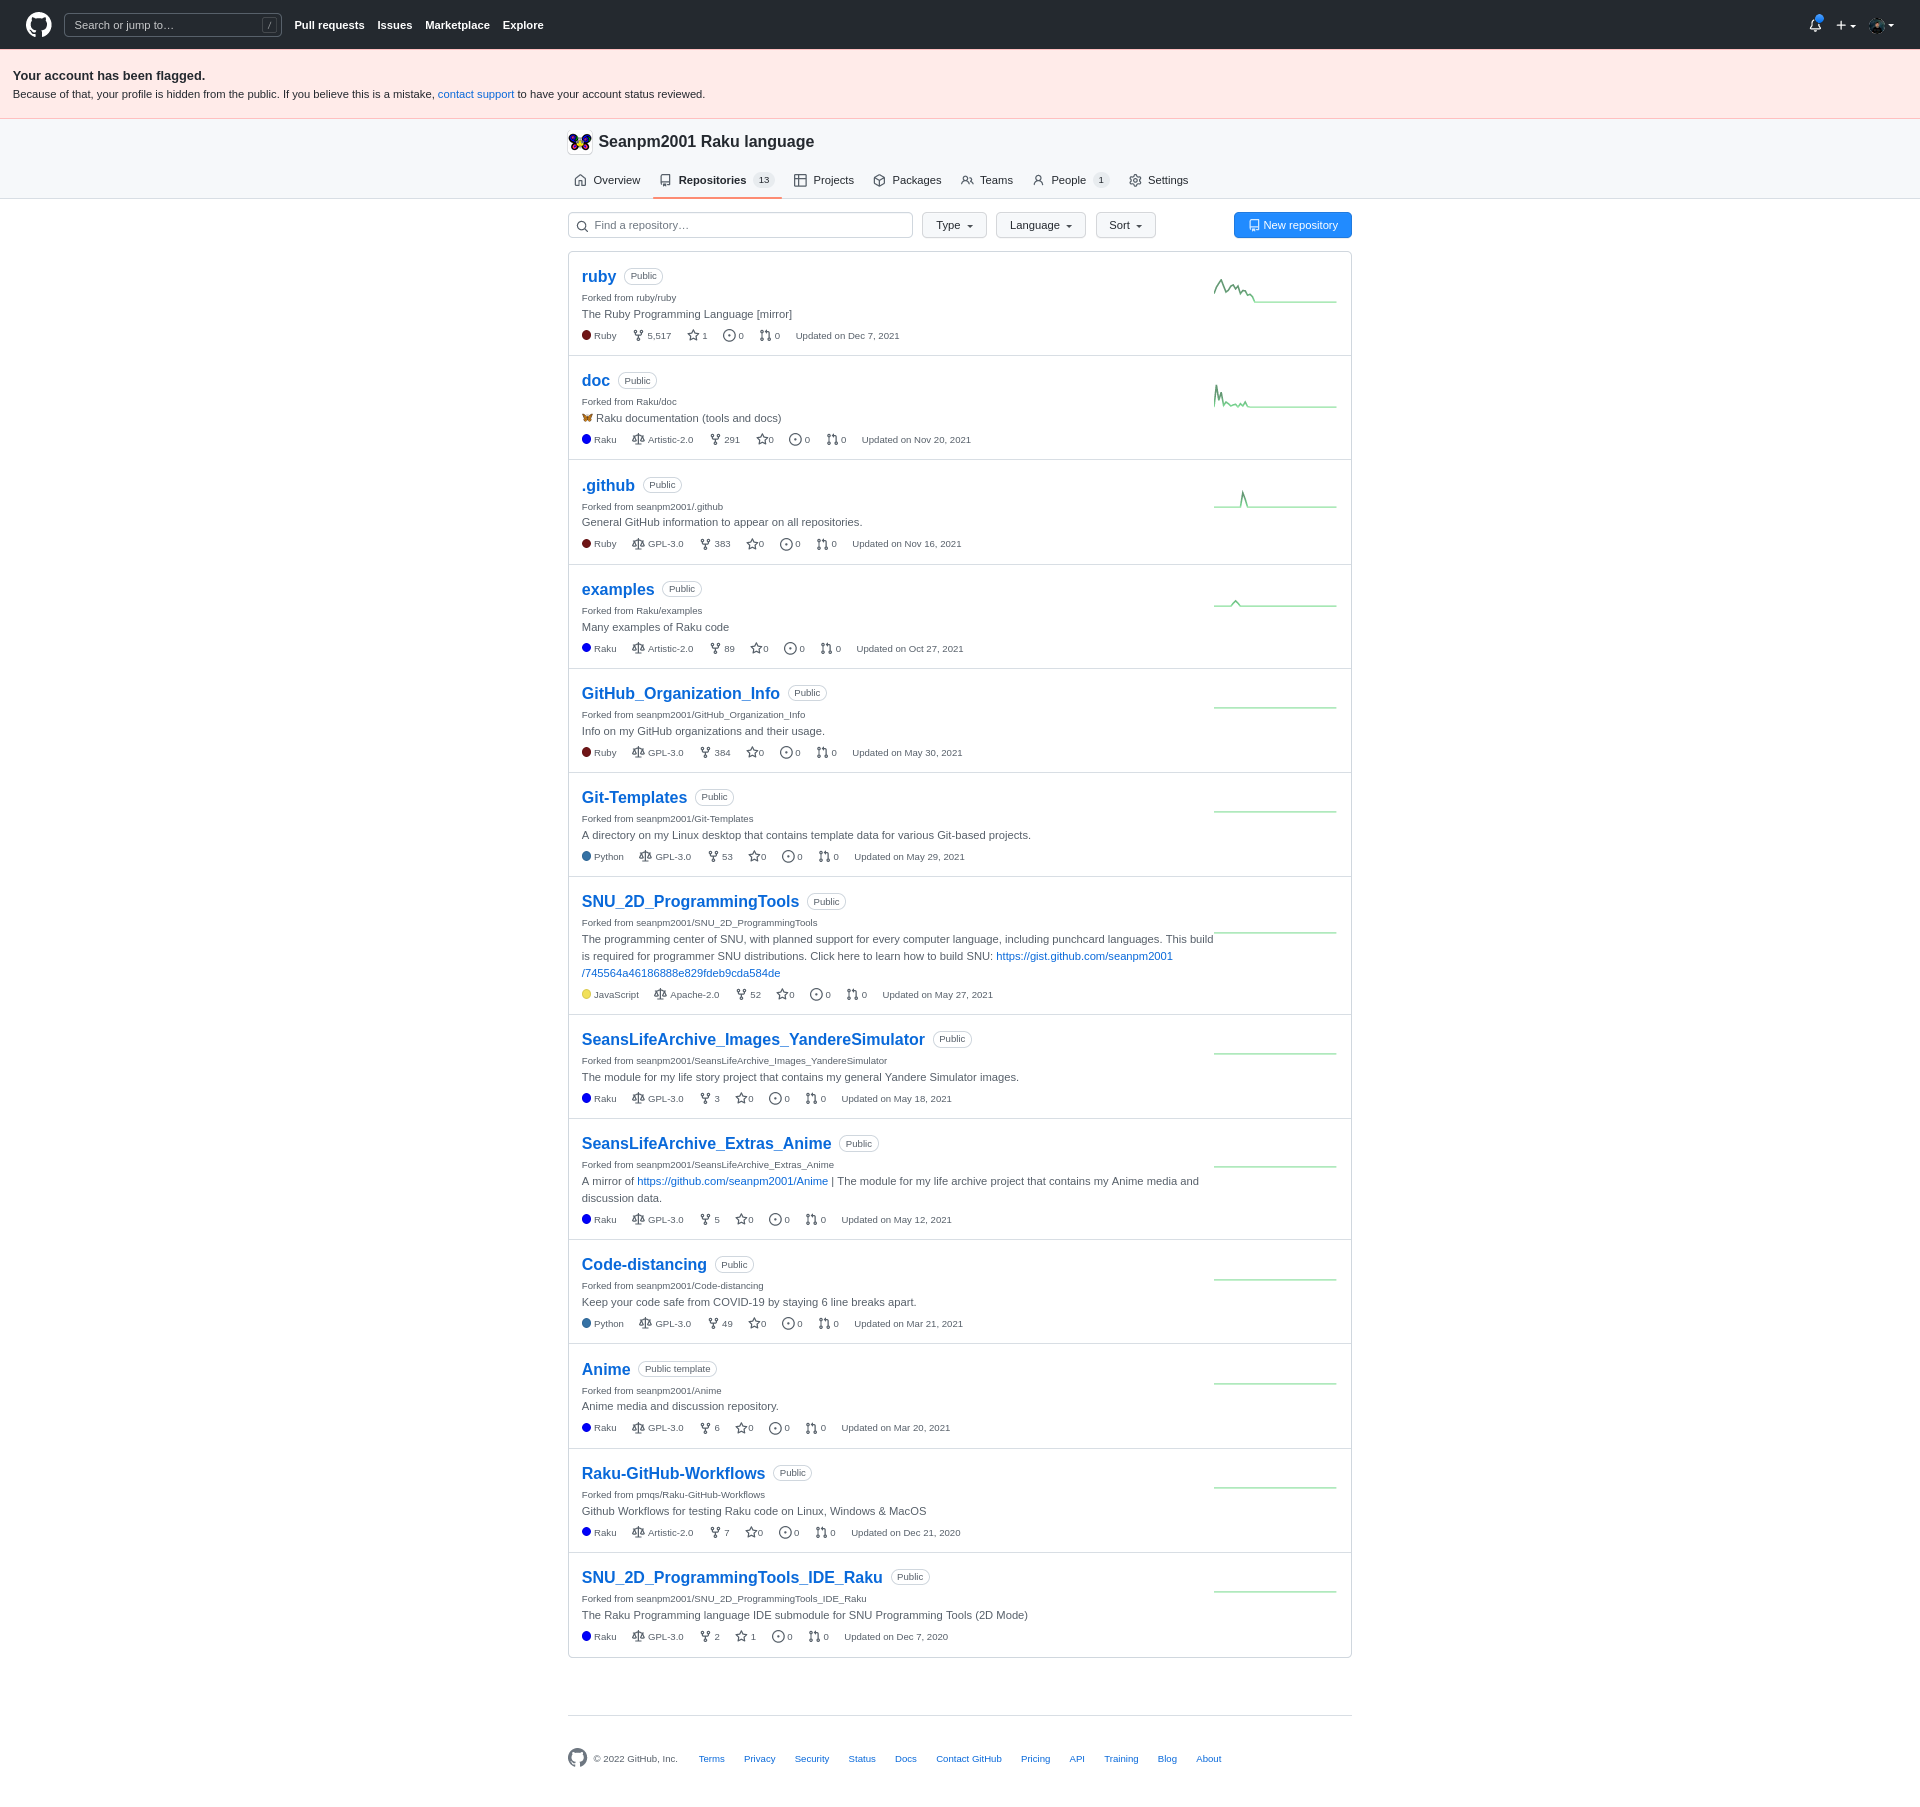 Search or jump to… /
Pull requests Issues Marketplace Explore
Your account has been flagged.
Because of that, your profile is hidden from the public. If you believe this is a mistake, contact support to have your account status reviewed.
Seanpm2001 Raku language
Overview Repositories 13 Projects Packages Teams People 1 Settings
Find a repository… Type Language Sort New repository
ruby Public
Forked from ruby/ruby
The Ruby Programming Language [mirror]
Ruby 5,517 1 0 0 Updated on Dec 7, 2021
doc Public
Forked from Raku/doc
🦋 Raku documentation (tools and docs)
Raku Artistic-2.0 291 0 0 0 Updated on Nov 20, 2021
.github Public
Forked from seanpm2001/.github
General GitHub information to appear on all repositories.
Ruby GPL-3.0 383 0 0 0 Updated on Nov 16, 2021
examples Public
Forked from Raku/examples
Many examples of Raku code
Raku Artistic-2.0 89 0 0 0 Updated on Oct 27, 2021
GitHub_Organization_Info Public
Forked from seanpm2001/GitHub_Organization_Info
Info on my GitHub organizations and their usage.
Ruby GPL-3.0 384 0 0 0 Updated on May 30, 2021
Git-Templates Public
Forked from seanpm2001/Git-Templates
A directory on my Linux desktop that contains template data for various Git-based projects.
Python GPL-3.0 53 0 0 0 Updated on May 29, 2021
SNU_2D_ProgrammingTools Public
Forked from seanpm2001/SNU_2D_ProgrammingTools
The programming center of SNU, with planned support for every computer language, including punchcard languages. This build
is required for programmer SNU distributions. Click here to learn how to build SNU: https://gist.github.com/seanpm2001
/745564a46186888e829fdeb9cda584de
JavaScript Apache-2.0 52 0 0 0 Updated on May 27, 2021
SeansLifeArchive_Images_YandereSimulator Public
Forked from seanpm2001/SeansLifeArchive_Images_YandereSimulator
The module for my life story project that contains my general Yandere Simulator images.
Raku GPL-3.0 3 0 0 0 Updated on May 18, 2021
SeansLifeArchive_Extras_Anime Public
Forked from seanpm2001/SeansLifeArchive_Extras_Anime
A mirror of https://github.com/seanpm2001/Anime | The module for my life archive project that contains my Anime media and
discussion data.
Raku GPL-3.0 5 0 0 0 Updated on May 12, 2021
Code-distancing Public
Forked from seanpm2001/Code-distancing
Keep your code safe from COVID-19 by staying 6 line breaks apart.
Python GPL-3.0 49 0 0 0 Updated on Mar 21, 2021
Anime Public template
Forked from seanpm2001/Anime
Anime media and discussion repository.
Raku GPL-3.0 6 0 0 0 Updated on Mar 20, 2021
Raku-GitHub-Workflows Public
Forked from pmqs/Raku-GitHub-Workflows
Github Workflows for testing Raku code on Linux, Windows & MacOS
Raku Artistic-2.0 7 0 0 0 Updated on Dec 21, 2020
SNU_2D_ProgrammingTools_IDE_Raku Public
Forked from seanpm2001/SNU_2D_ProgrammingTools_IDE_Raku
The Raku Programming language IDE submodule for SNU Programming Tools (2D Mode)
Raku GPL-3.0 2 1 0 0 Updated on Dec 7, 2020
© 2022 GitHub, Inc. Terms Privacy Security Status Docs Contact GitHub Pricing API Training Blog About